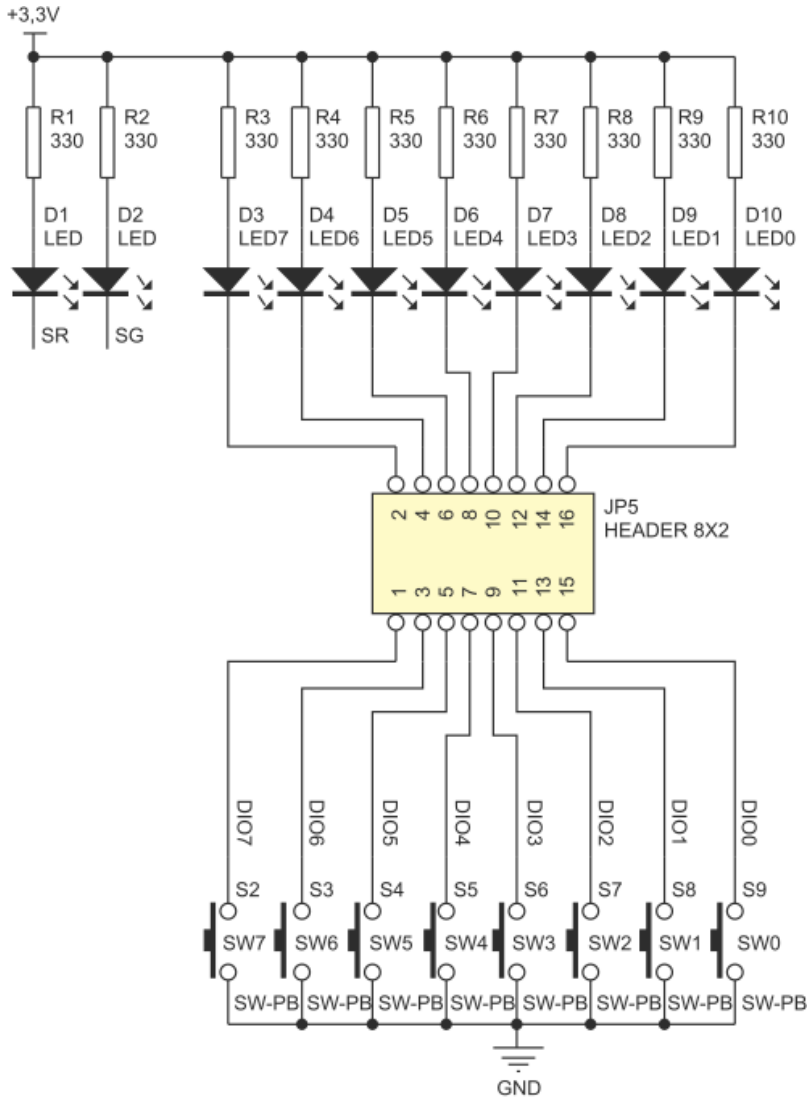 +3,3V
R1 R2 R3 R4 R5 R6 R7 R8 R9 R10
330 330 330 330 330 330 330 330 330 330
D1 D2 D3 D4 D5 D6 D7 D8 D9 D10
LED LED LED7 LED6 LED5 LED4 LED3 LED2 LED1 LED0
SR SG
2 4 6 8 10 12 14 16
JP5
HEADER 8X2
1 3 5 7 9 11 13 15
DIO7 DIO6 DIO5 DIO4 DIO3 DIO2 DIO1 DIO0
S2 S3 S4 S5 S6 S7 S8 S9
SW7 SW6 SW5 SW4 SW3 SW2 SW1 SW0
SW-PB SW-PB SW-PB SW-PB SW-PB SW-PB SW-PB SW-PB
GND